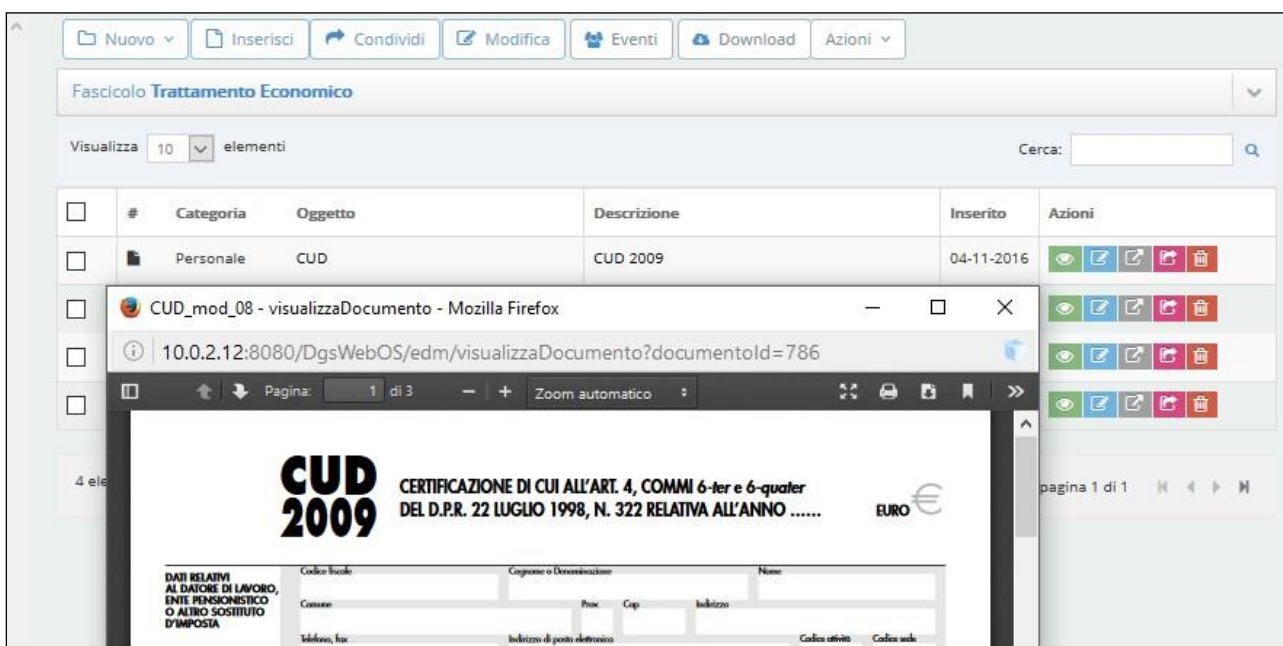 Nuovo Inserisci Condividi Modifica Eventi Download Azioni
Fascicolo Trattamento Economico
Visualizza 10 elementi Cerca:
# Categoria Oggetto Descrizione Inserito Azioni
Personale CUD CUD 2009 04-11-2016
CUD_mod_08 - visualizzaDocumento - Mozilla Firefox
10.0.2.12:8080/DgsWebOS/edm/visualizzaDocumento?documentoId=786
Pagina: 1 di 3 Zoom automatico
4 ele
pagina 1 di 1
CUD
2009
CERTIFICAZIONE DI CUI ALL'ART. 4, COMMI 6-ter e 6-quater
DEL D.P.R. 22 LUGLIO 1998, N. 322 RELATIVA ALL'ANNO ......
EURO €
DATI RELATIVI
AL DATORE DI LAVORO,
ENTE PENSIONISTICO
O ALTRO SOSTITUTO
D'IMPOSTA
Codice fiscale Cognome o Denominazione Nome
Comune Prov. Cap Indirizzo
Telefono, fax Indirizzo di posta elettronica Codice attività Codice sede